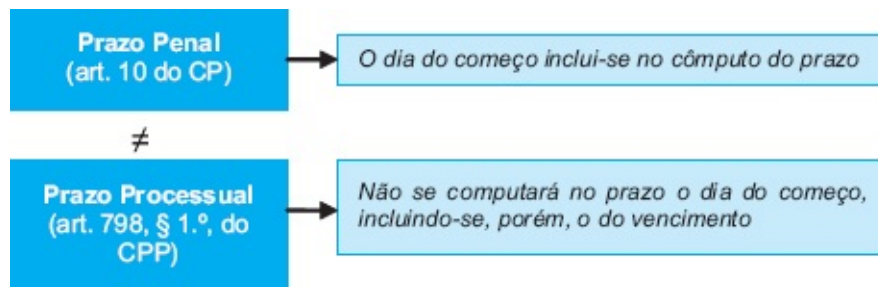 Prazo Penal
(art. 10 do CP)
O dia do começo inclui-se no cômputo do prazo
≠
Prazo Processual
(art. 798, § 1.º, do
CPP)
Não se computará no prazo o dia do começo,
incluindo-se, porém, o do vencimento